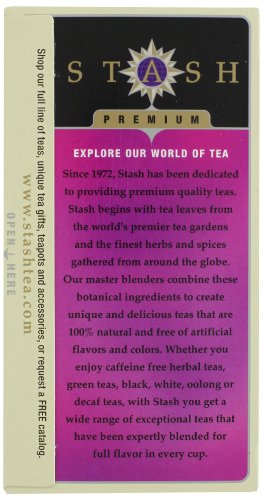 STASH
PREMIUM
EXPLORE OUR WORLD OF TEA
Since 1972, Stash has been dedicated
to providing premium quality teas.
Stash begins with tea leaves from
the world's premier tea gardens
and the finest herbs and spices
gathered from around the globe.
Our master blenders combine these
botanical ingredients to create
unique and delicious teas that are
100% natural and free of artificial
flavors and colors. Whether you
enjoy caffeine free herbal teas,
green teas, black, white, oolong or
decaf teas, with Stash you get a
wide range of exceptional teas that
have been expertly blended for
full flavor in every cup.
Shop our full line of teas, unique tea gifts, teapots and accessories, or request a FREE catalog.
www.stashtea.com
OPEN HERE